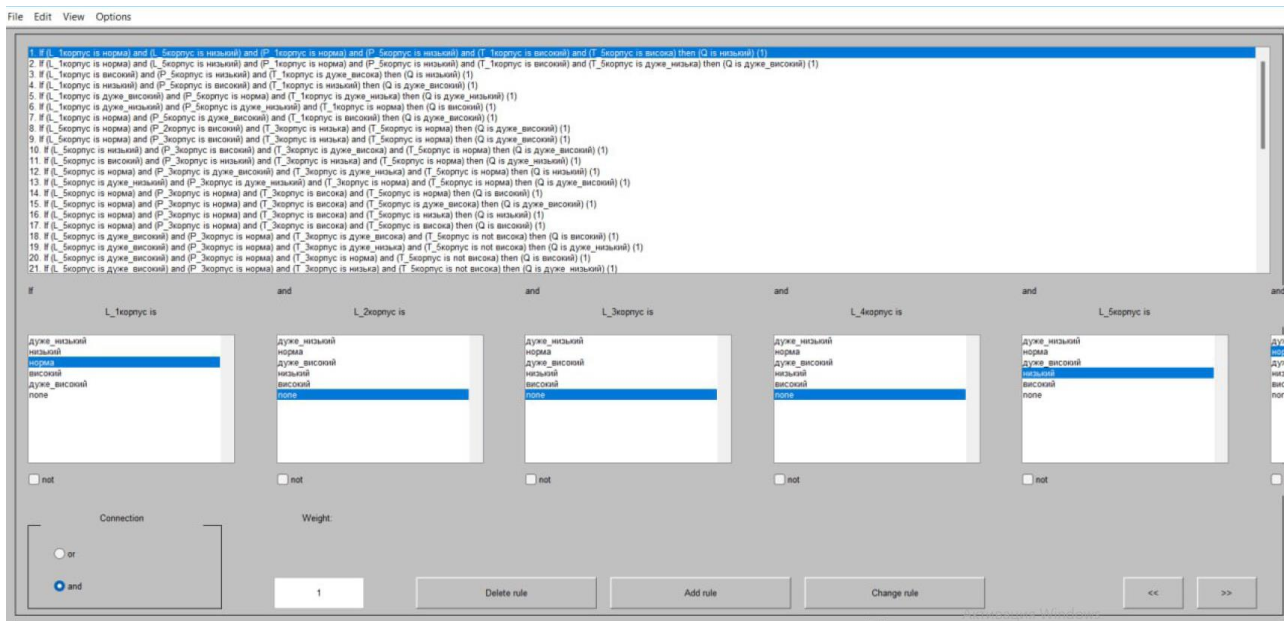 File Edit View Options
1. If (L_1корпус is норма) and (L_5корпус is низький) and (P_1корпус is норма) and (P_5корпус is низький) and (T_1корпус is високий) and (T_5корпус is висока) then (Q is низький) (1)
2. If (L_1корпус is норма) and (L_5корпус is низький) and (P_1корпус is норма) and (P_5корпус is низький) and (T_1корпус is високий) and (T_5корпус is дуже_низька) then (Q is дуже_високий) (1)
3. If (L_1корпус is високий) and (P_5корпус is низький) and (T_1корпус is дуже_висока) then (Q is низький) (1)
4. If (L_1корпус is низький) and (P_5корпус is високий) and (T_1корпус is низький) then (Q is дуже_високий) (1)
5. If (L_1корпус is дуже_високий) and (P_5корпус is норма) and (T_1корпус is дуже_низька) then (Q is дуже_високий) (1)
6. If (L_1корпус is дуже_низький) and (P_5корпус is дуже_низький) and (T_1корпус is норма) then (Q is високий) (1)
7. If (L_1корпус is норма) and (P_5корпус is дуже_високий) and (T_1корпус is високий) then (Q is дуже_високий) (1)
8. If (L_5корпус is норма) and (P_2корпус is високий) and (T_3корпус is низька) and (T_5корпус is норма) then (Q is дуже_високий) (1)
9. If (L_5корпус is норма) and (P_3корпус is високий) and (T_3корпус is низька) and (T_5корпус is норма) then (Q is дуже_високий) (1)
10. If (L_5корпус is низький) and (P_3корпус is високий) and (T_3корпус is дуже_висока) and (T_5корпус is норма) then (Q is дуже_високий) (1)
11. If (L_5корпус is високий) and (P_3корпус is низький) and (T_3корпус is низька) and (T_5корпус is норма) then (Q is дуже_низький) (1)
12. If (L_5корпус is норма) and (P_3корпус is дуже_високий) and (T_3корпус is дуже_низька) and (T_5корпус is норма) then (Q is низький) (1)
13. If (L_5корпус is дуже_низький) and (P_3корпус is дуже_низький) and (T_3корпус is норма) and (T_5корпус is норма) then (Q is дуже_високий) (1)
14. If (L_5корпус is норма) and (P_3корпус is норма) and (T_3корпус is висока) and (T_5корпус is норма) then (Q is високий) (1)
15. If (L_5корпус is норма) and (P_3корпус is норма) and (T_3корпус is висока) and (T_5корпус is дуже_висока) then (Q is дуже_високий) (1)
16. If (L_5корпус is норма) and (P_3корпус is норма) and (T_3корпус is висока) and (T_5корпус is низька) then (Q is низький) (1)
17. If (L_5корпус is норма) and (P_3корпус is норма) and (T_3корпус is висока) and (T_5корпус is висока) then (Q is високий) (1)
18. If (L_5корпус is дуже_високий) and (P_3корпус is норма) and (T_3корпус is дуже_висока) and (T_5корпус is not висока) then (Q is високий) (1)
19. If (L_5корпус is дуже_високий) and (P_3корпус is норма) and (T_3корпус is дуже_низька) and (T_5корпус is not висока) then (Q is дуже_низький) (1)
20. If (L_5корпус is дуже_високий) and (P_3корпус is норма) and (T_3корпус is норма) and (T_5корпус is not висока) then (Q is високий) (1)
21. If (L_5корпус is дуже_високий) and (P_3корпус is норма) and (T_3корпус is низька) and (T_5корпус is not висока) then (Q is дуже_низький) (1)
If and and and and and
L_1корпус is L_2корпус is L_3корпус is L_4корпус is L_5корпус is
дуже_низький дуже_низький дуже_низький дуже_низький дуже_низький
низький норма норма норма норма
норма дуже_високий дуже_високий дуже_високий дуже_високий
високий низький низький низький низький
дуже_високий високий високий високий високий
none none none none none
not not not not not
Connection Weight:
or
and 1 Delete rule Add rule Change rule << >>